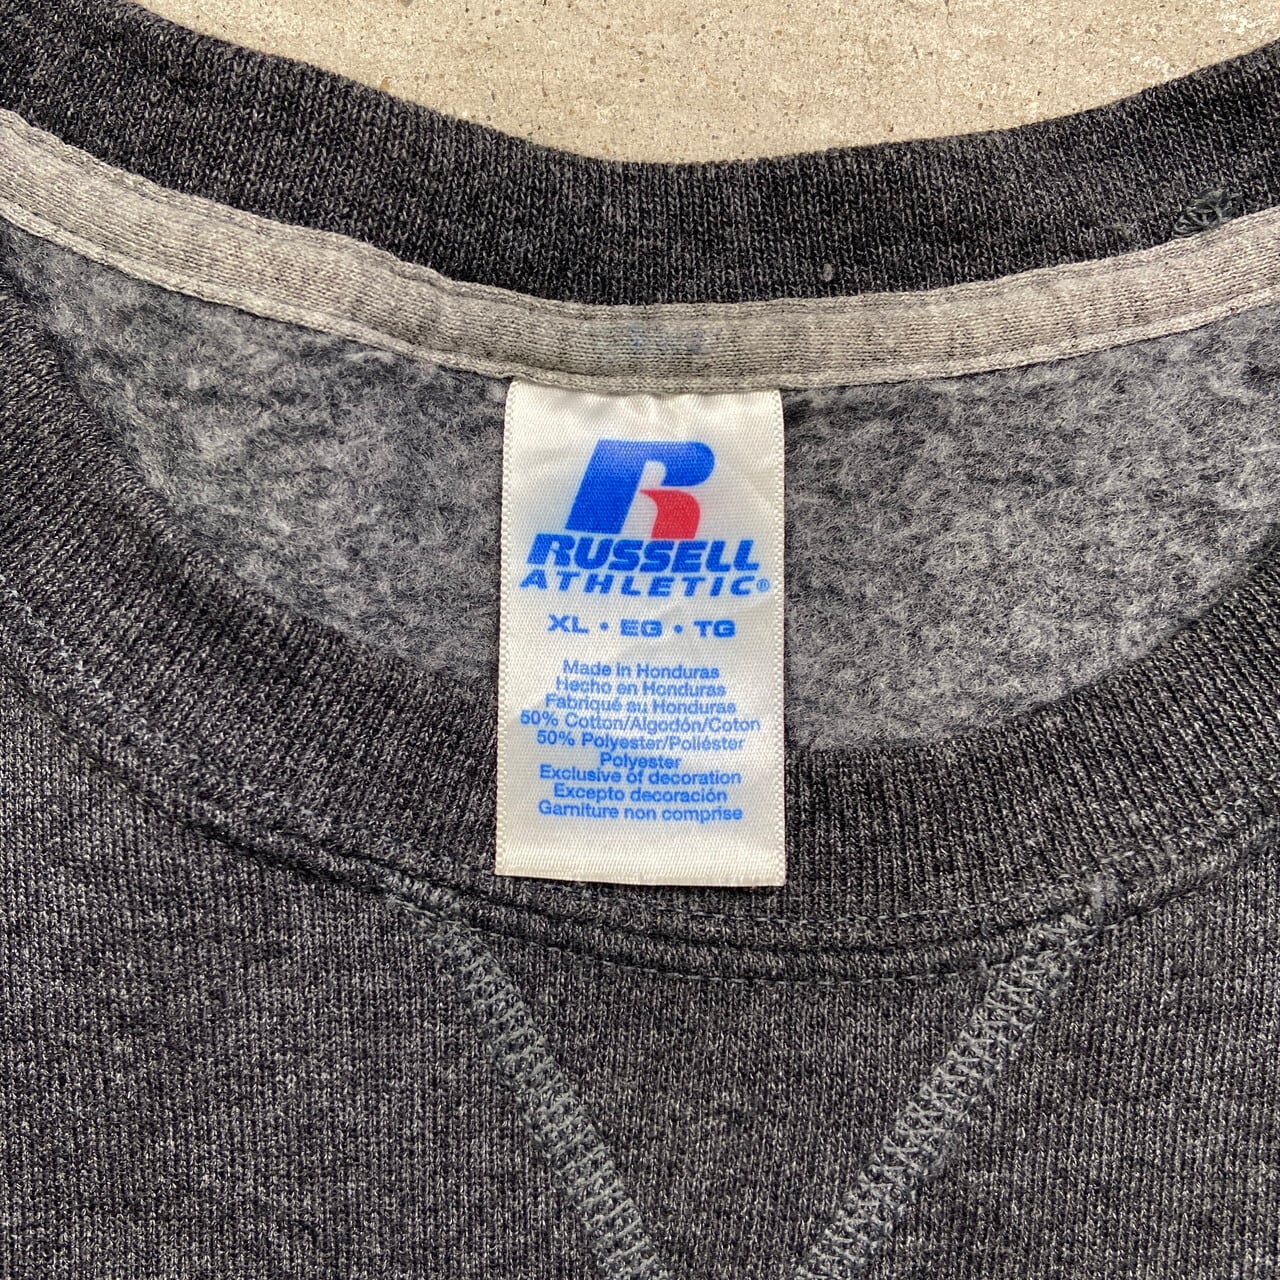 R
RUSSELL
ATHLETIC®
XL • EG • TG
Made in Honduras
Hecho en Honduras
Fabriqué au Honduras
50% Cotton/Algodón/Coton
50% Polyester/Poliéster
Polyester
Exclusive of decoration
Excepto decoración
Garniture non comprise